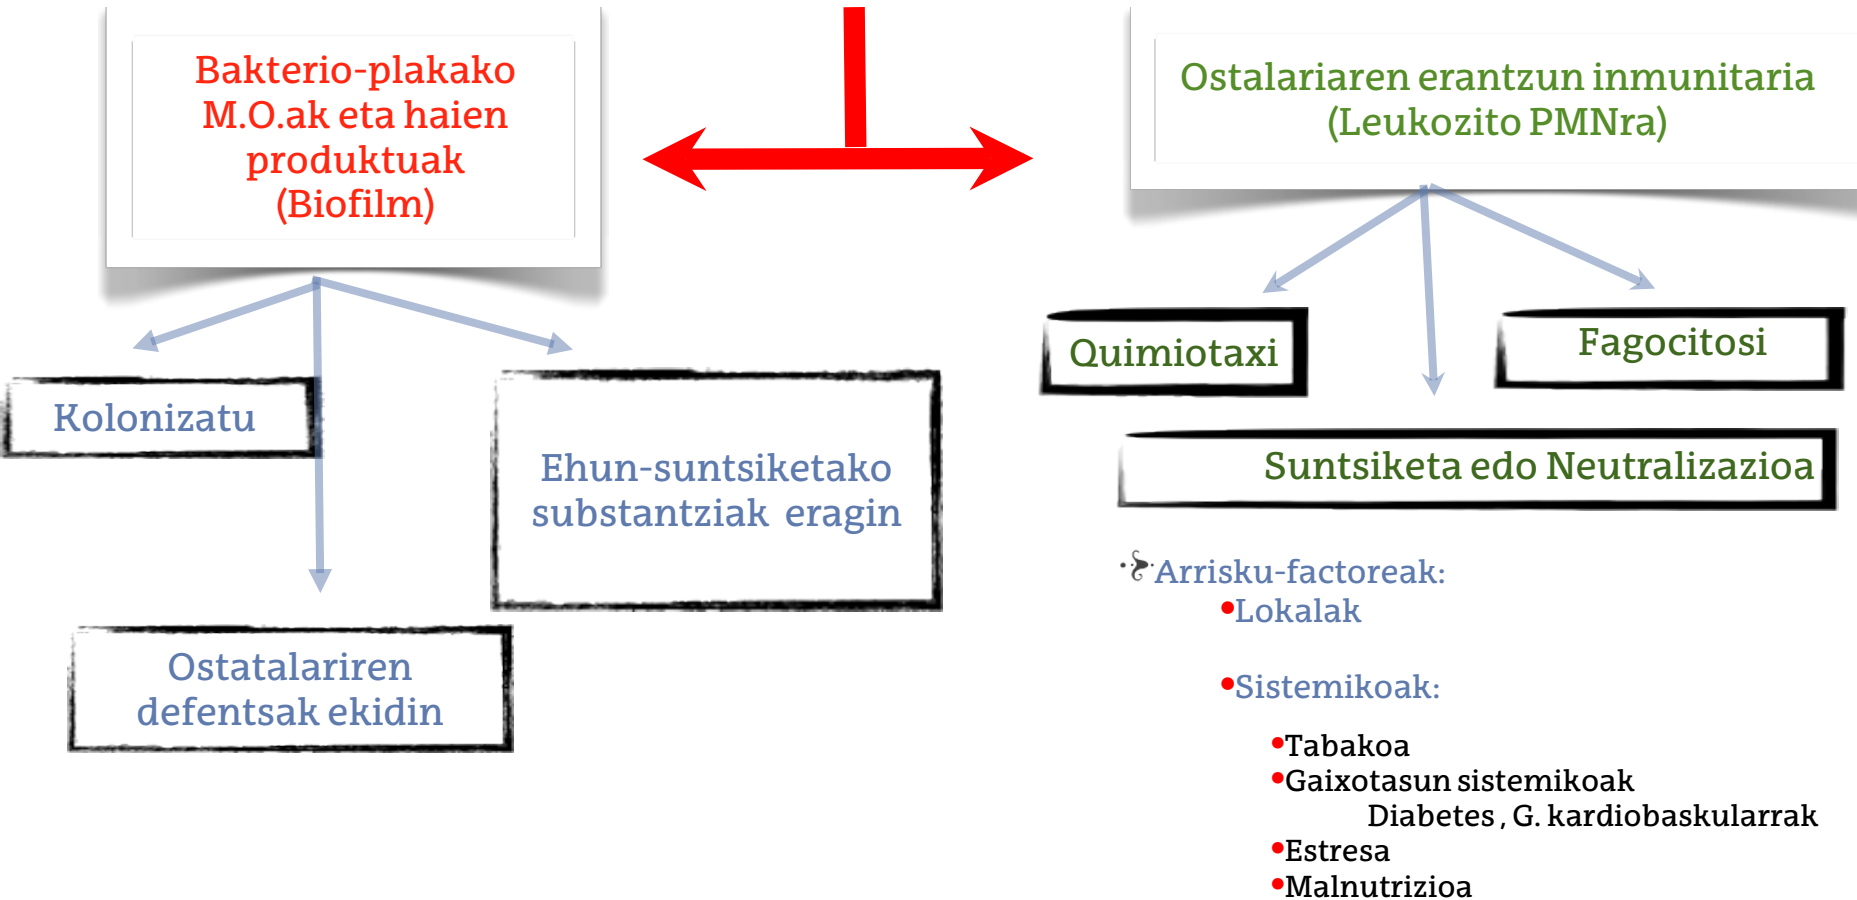 Bakterio-plakako
M.O.ak eta haien
produktuak
(Biofilm)
Kolonizatu
Ehun-suntsiketako
substantziak eragin
Ostatalariren
defentsak ekidin
Ostalariaren erantzun inmunitaria
(Leukozito PMNra)
Quimiotaxi
Fagocitosi
Suntsiketa edo Neutralizazioa
Arrisku-factoreak:
•Lokalak
•Sistemikoak:
•Tabakoa
•Gaixotasun sistemikoak
Diabetes , G. kardiobaskularrak
•Estresa
•Malnutrizioa